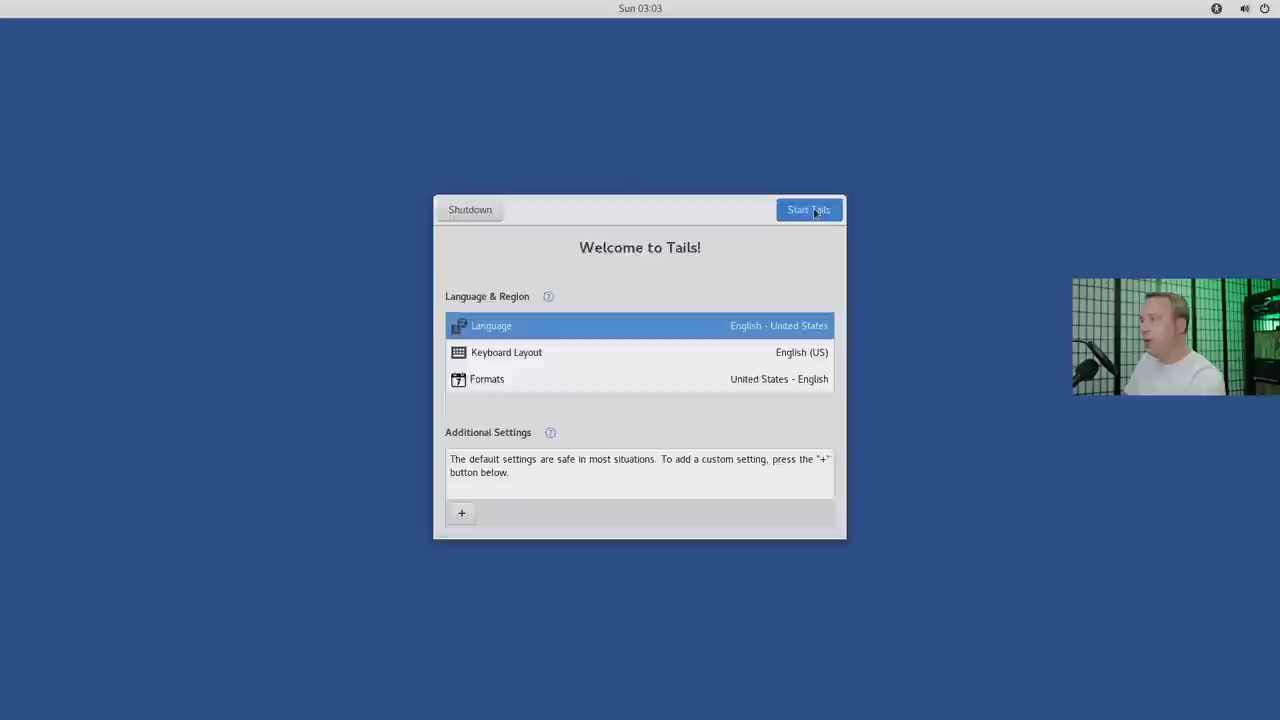 Sun 03:03
Shutdown
Start Tails
Welcome to Tails!
Language & Region
Language English - United States
Keyboard Layout English (US)
Formats United States - English
Additional Settings
The default settings are safe in most situations. To add a custom setting, press the "+"
button below.
+